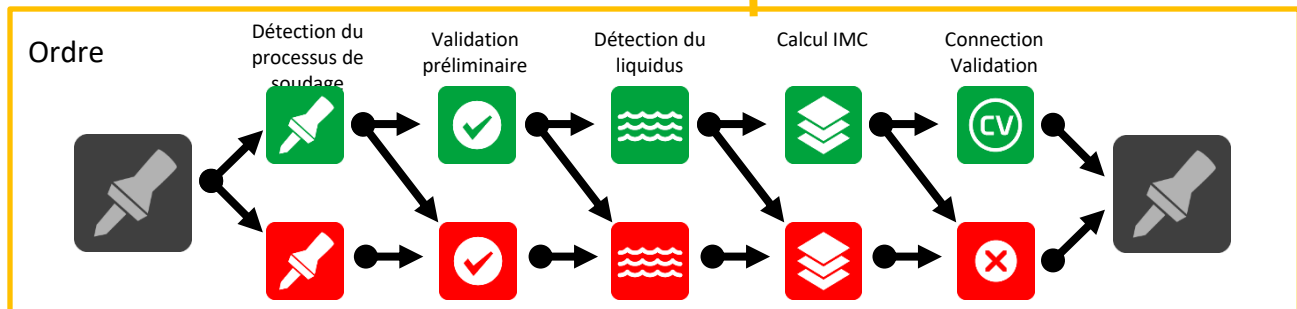 Ordre
Détection du
processus de
soudage
Validation
préliminaire
Détection du
liquidus
Calcul IMC
Connection
Validation
CV